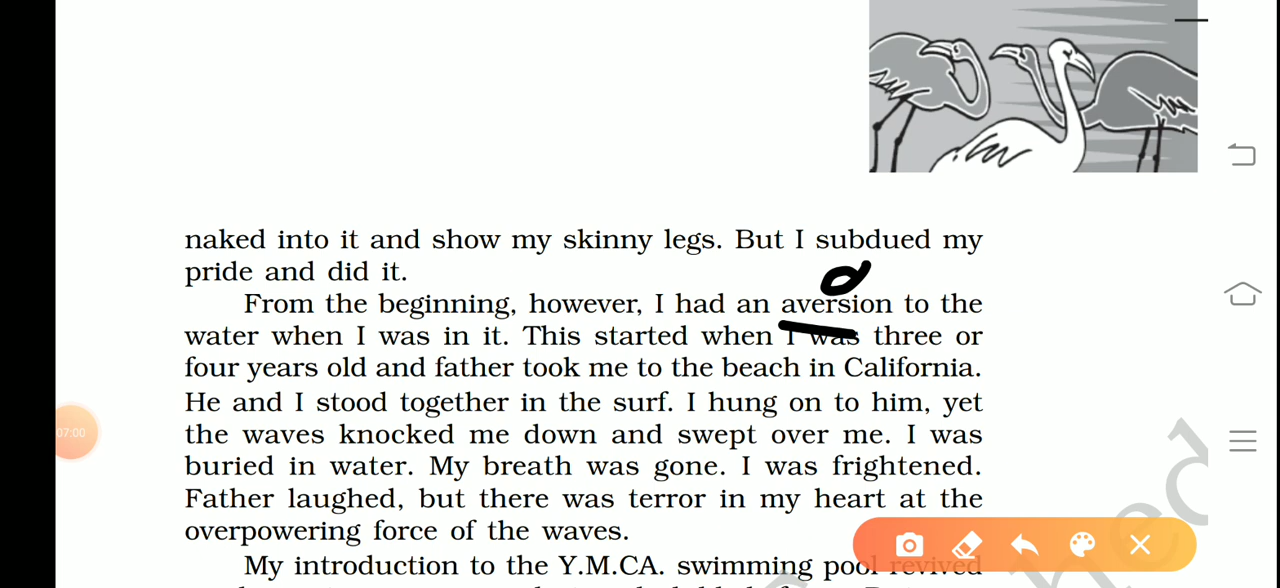 naked into it and show my skinny legs. But I subdued my
pride and did it.
From the beginning, however, I had an aversion to the
water when I was in it. This started when I was three or
four years old and father took me to the beach in California.
He and I stood together in the surf. I hung on to him, yet
the waves knocked me down and swept over me. I was
buried in water. My breath was gone. I was frightened.
Father laughed, but there was terror in my heart at the
overpowering force of the waves.
My introduction to the Y.M.CA. swimming pool revived
07:00